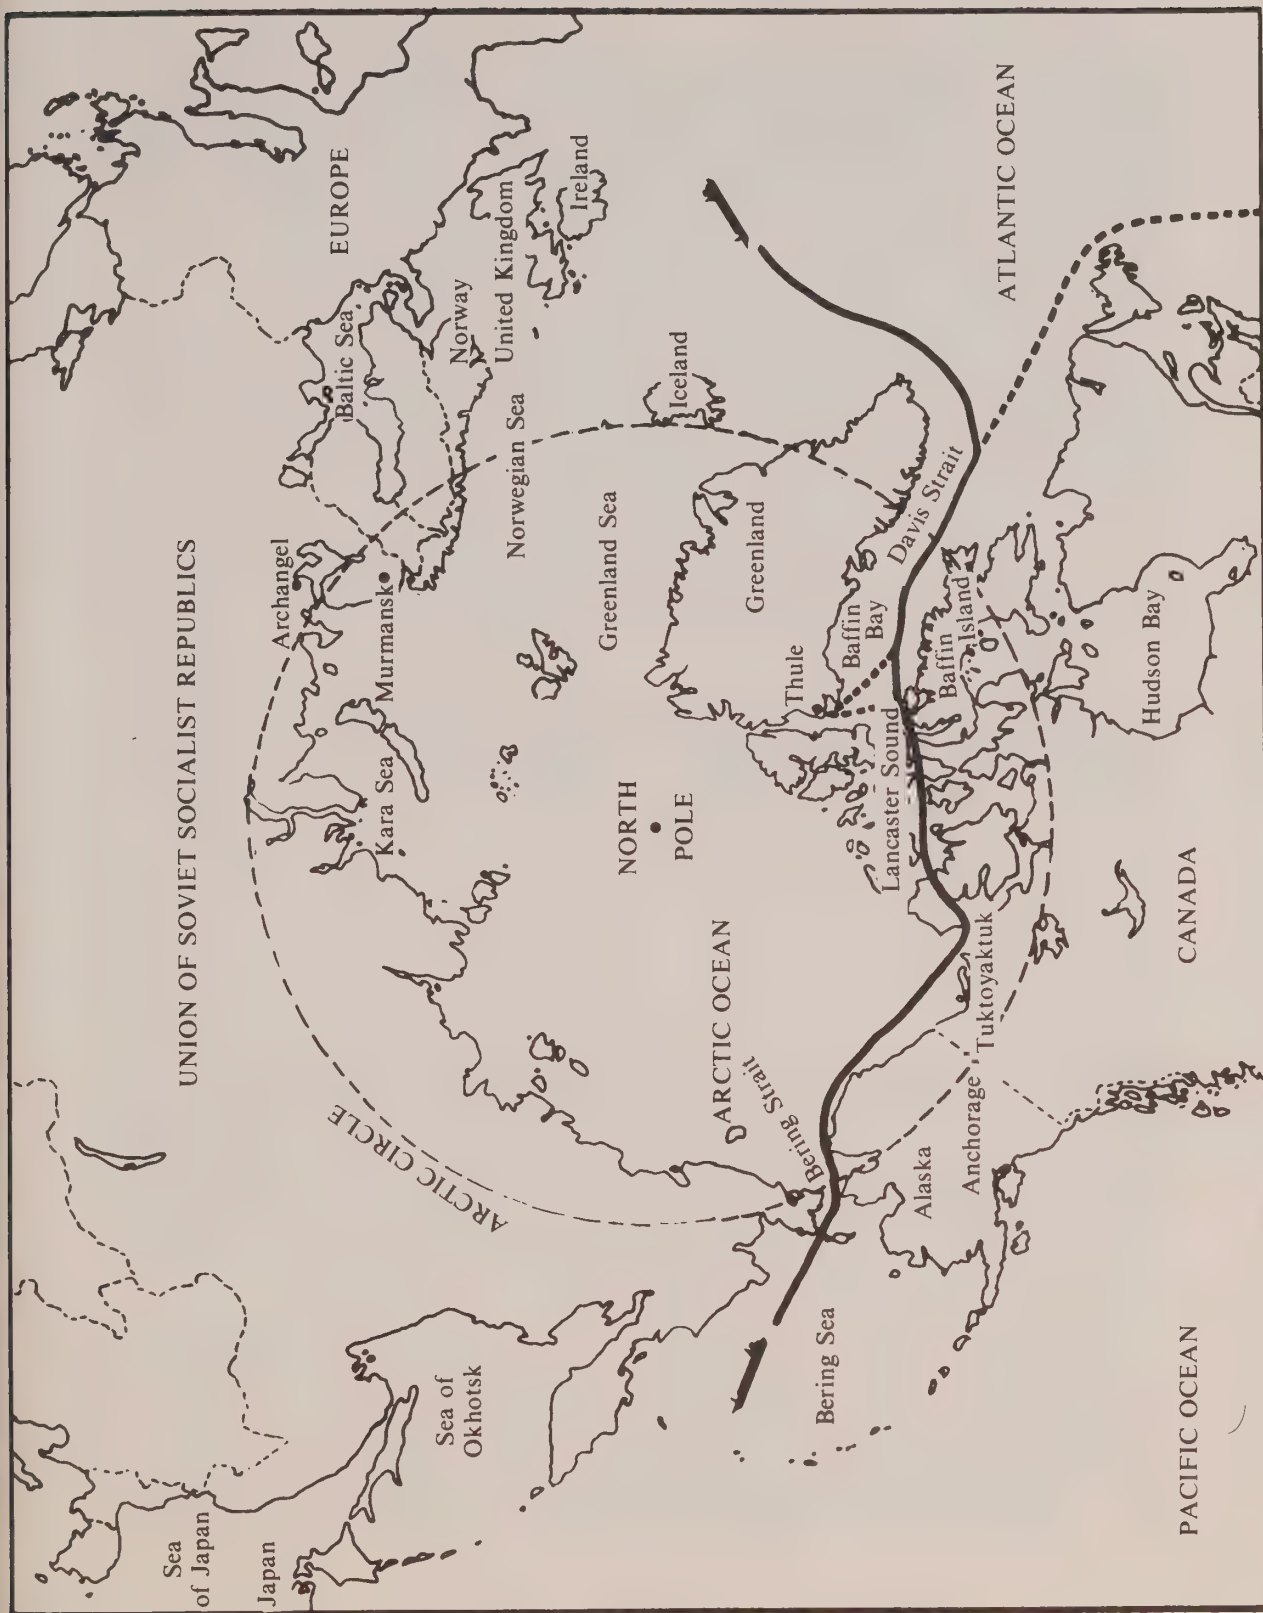 UNION OF SOVIET SOCIALIST REPUBLICS
EUROPE
Sea
of Japan
Japan
Archangel
Baltic Sea
ARCTIC CIRCLE
Kara Sea
Murmansk
Norway
United Kingdom
Ireland
Sea of
Okhotsk
Norwegian Sea
Greenland Sea
Iceland
NORTH
POLE
ARCTIC OCEAN
Greenland
Bering Strait
Thule
Baffin
Bay
Davis Strait
Bering Sea
Lancaster Sound
Baffin
Island
Alaska
Anchorage
Tuktoyaktuk
ATLANTIC OCEAN
Hudson Bay
CANADA
PACIFIC OCEAN